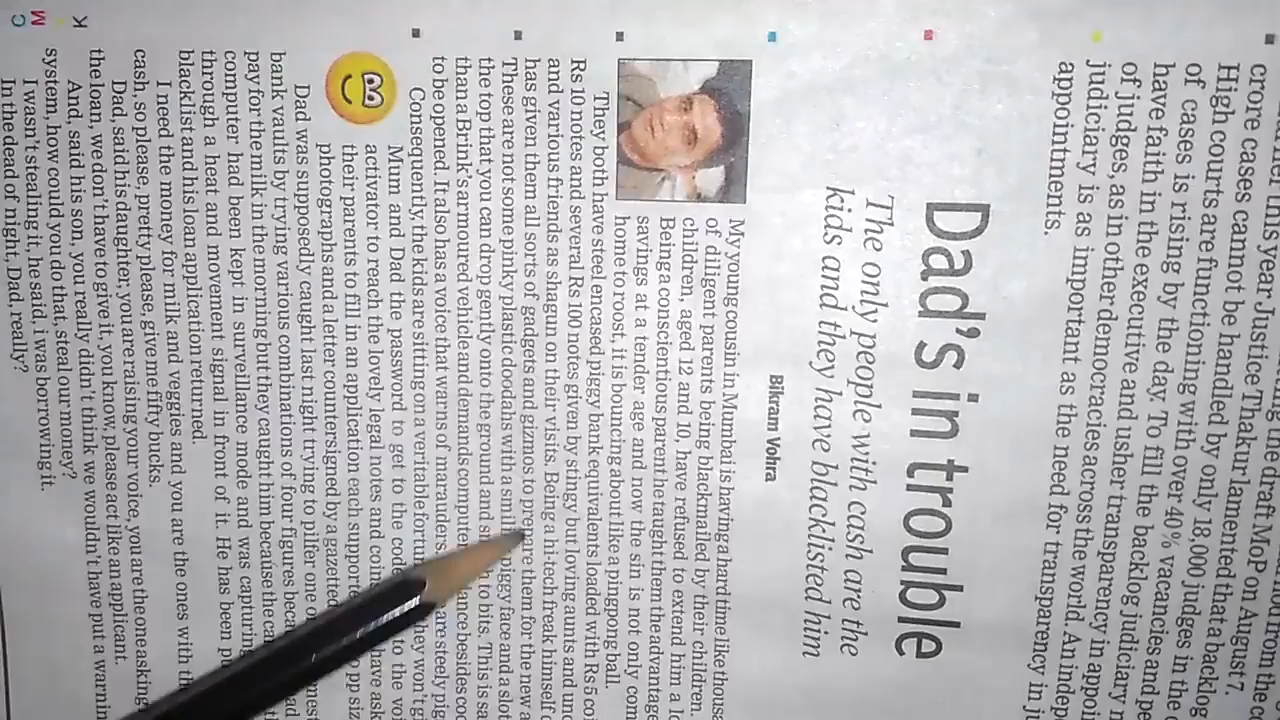 this year Justice Thakur lamented that a backlog
crore cases cannot be handled by only 18,000 judges in the
High courts are functioning with over 40% vacancies and
of cases is rising by the day. To fill the backlog judiciary
have faith in the executive and usher transparency in
of judges, as in other democracies across the world. An
judiciary is as important as the need for transparency in
appointments.
Dad's in trouble
The only people with cash are the
kids and they have blacklisted him
Bikram Vohra
My young cousin in Mumbai is having a hard time like
of diligent parents being blackmailed by their children.
children, aged 12 and 10, have refused to extend him a
Being a conscientious parent he taught them the advantage
savings at a tender age and now the sin is not only
home to roost, it is bouncing about like a pingpong ball.
They both have steel encased piggy bank equivalents loaded with Rs 5
Rs 10 notes and several Rs 100 notes given by stingy but loving aunts and
and various friends as shagun on their visits. Being a hi-tech freak himself
has given them all sorts of gadgets and gizmos to them for the new
These are not some pinky plastic doodals with a piggy face and a slot
the top that you can drop gently onto the ground and to bits. This is
than a Brink's armoured vehicle and demands besides
to be opened. It also has a voice that warns of marauders. are steely
Consequently, the kids are sitting on a veritable they won't
Mum and Dad the password to get to the code to the
activator to reach the lovely legal notes and have
their parents to fill in an application each
photographs and a letter countersigned by a gazetted
Dad was supposedly caught last night trying to pilfer one
bank vaults by trying various combinations of four figures
pay for the milk in the morning but they caught him because the
computer had been kept in surveillance mode and was
through a heat and movement signal in front of it. He has been
blacklist and his loan application returned.
I need the money for milk and veggies and you are the ones with
cash, so please, pretty please, give me fifty bucks.
Dad, said his daughter, you are raising your voice, you are the one asking
the loan, we don't have to give it, you know, please act like an applicant.
And, said his son, you really didn't think we wouldn't have put a
system, how could you do that, steal our money?
I wasn't stealing it, he said, i was borrowing it.
In the dead of night, Dad, really?
K
M
C